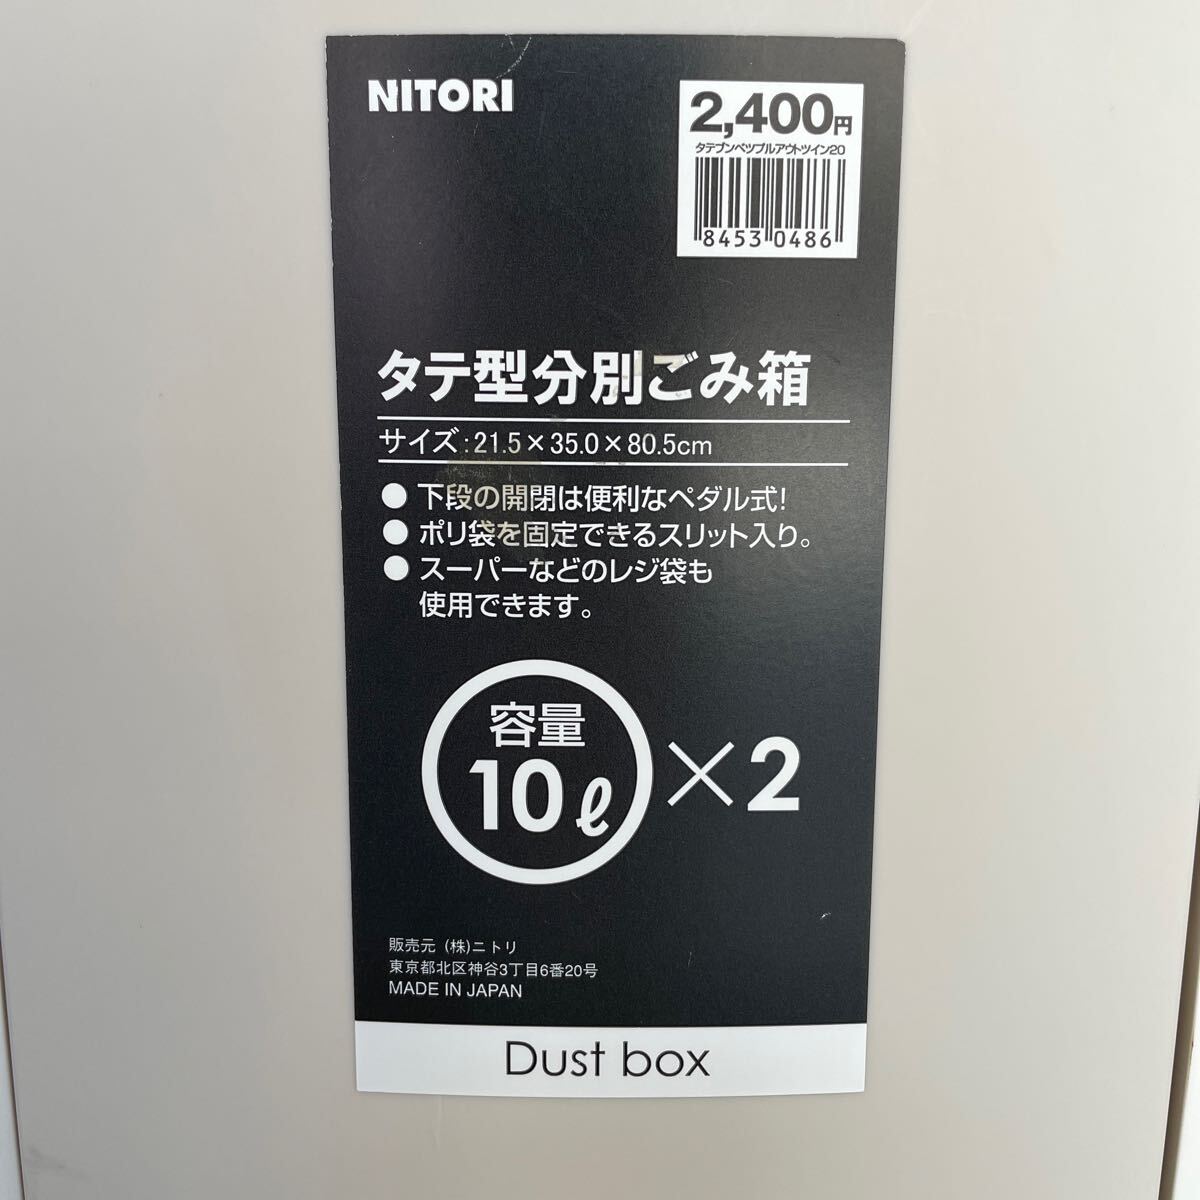 NITORI
2,400円
タテブンベツプルアウトツイン20
8453 0486
タテ型分別ごみ箱
サイズ:21.5×35.0×80.5cm
● 下段の開閉は便利なペダル式!
● ポリ袋を固定できるスリット入り。
● スーパーなどのレジ袋も
使用できます。
容量
10ℓ ×2
販売元 (株)ニトリ
東京都北区神谷3丁目6番20号
MADE IN JAPAN
Dust box